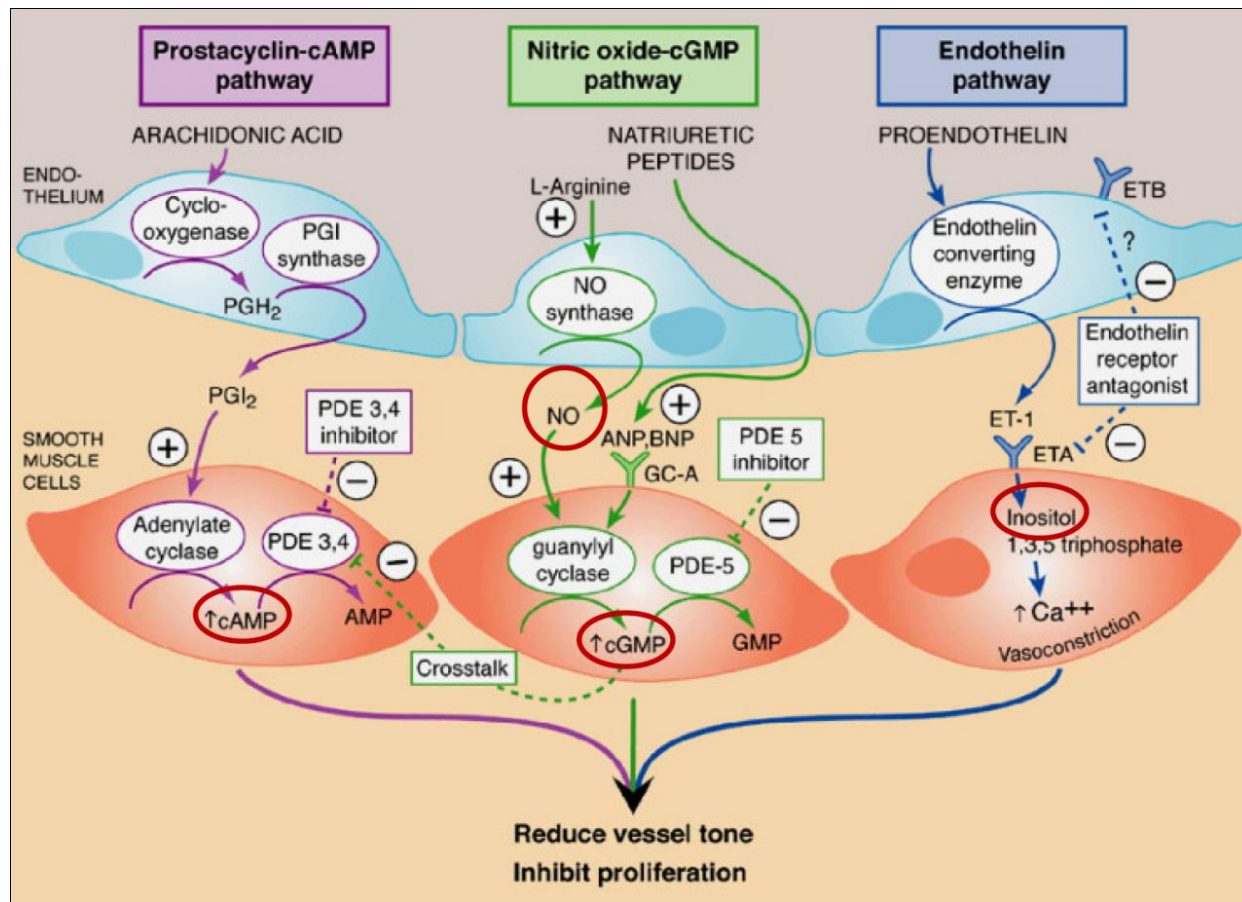 Prostacyclin-cAMP
pathway
Nitric oxide-cGMP
pathway
Endothelin
pathway
ARACHIDONIC ACID
NATRIURETIC
PEPTIDES
PROENDOTHELIN
ENDO-
THELIUM
L-Arginine
ETB
+
Cyclo-
oxygenase
PGI
synthase
Endothelin
converting
enzyme
?
NO
synthase
−
PGH2
Endothelin
receptor
antagonist
PGI2
PDE 3,4
inhibitor
NO
+
ANP,BNP
PDE 5
inhibitor
ET-1
SMOOTH
MUSCLE
CELLS
+
+
GC-A
ETA
−
−
−
Adenylate
cyclase
PDE 3,4
−
guanylyl
cyclase
PDE-5
Inositol
1,3,5 triphosphate
↑cAMP
AMP
↑cGMP
GMP
↑Ca++
Vasoconstriction
Crosstalk
Reduce vessel tone
Inhibit proliferation